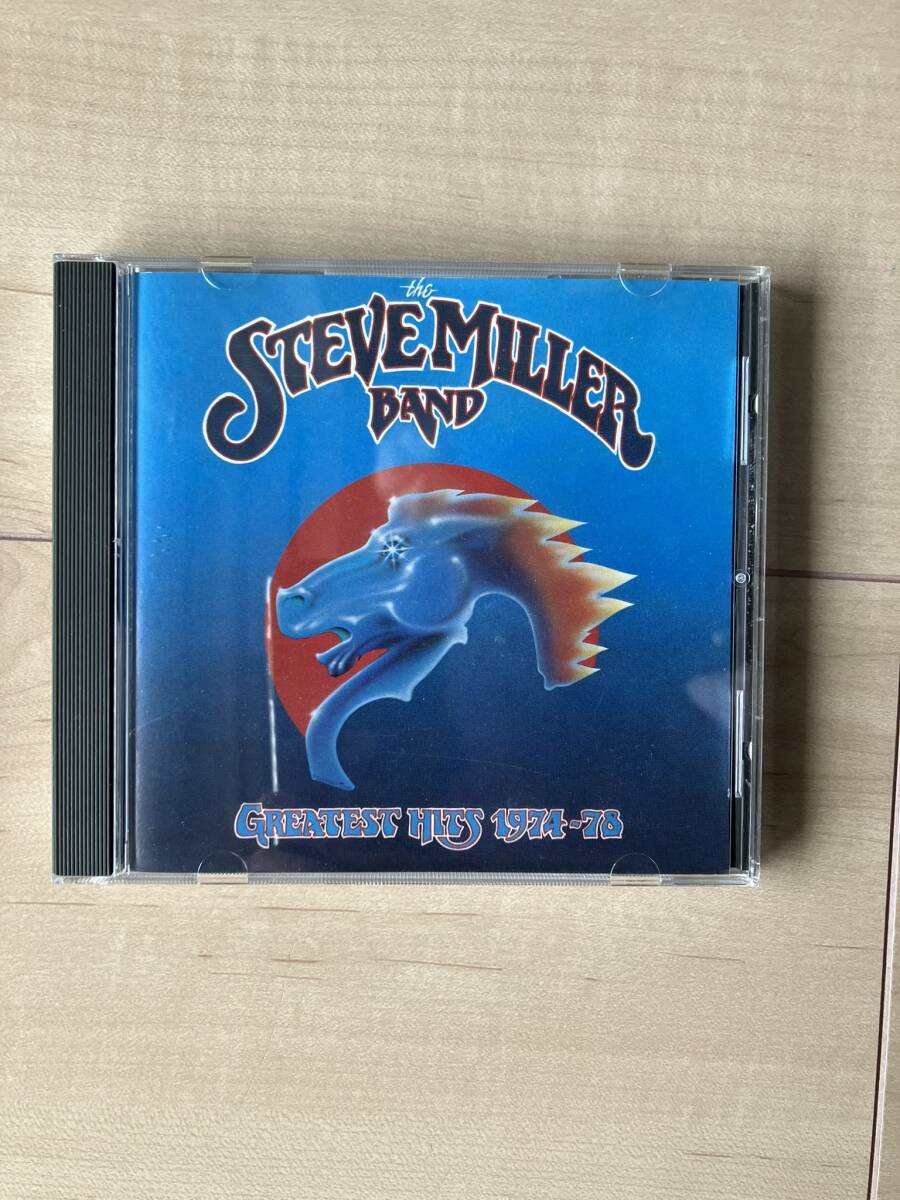 the
STEVE MILLER
BAND
GREATEST HITS 1974-78